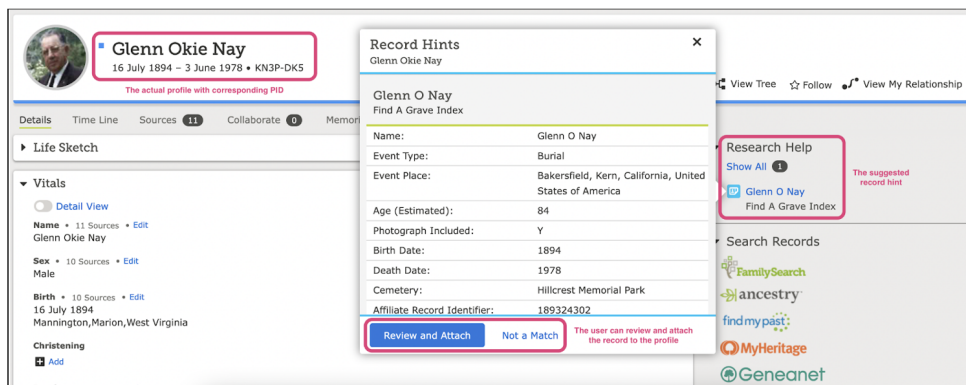 Glenn Okie Nay
16 July 1894 – 3 June 1978 • KN3P-DK5
The actual profile with corresponding PID
Details Time Line Sources 11 Collaborate 0 Memori
Life Sketch
Vitals
Detail View
Name • 11 Sources • Edit
Glenn Okie Nay
Sex • 10 Sources • Edit
Male
Birth • 10 Sources • Edit
16 July 1894
Mannington,Marion,West Virginia
Christening
Add
Record Hints
Glenn Okie Nay
Glenn O Nay
Find A Grave Index
Name: Glenn O Nay
Event Type: Burial
Event Place: Bakersfield, Kern, California, United
States of America
Age (Estimated): 84
Photograph Included: Y
Birth Date: 1894
Death Date: 1978
Cemetery: Hillcrest Memorial Park
Affiliate Record Identifier: 189324302
Review and Attach Not a Match
The user can review and attach
the record to the profile
View Tree Follow View My Relationship
Research Help
Show All 1
Glenn O Nay
Find A Grave Index
The suggested
record hint
Search Records
FamilySearch
ancestry
findmypast
MyHeritage
Geneanet